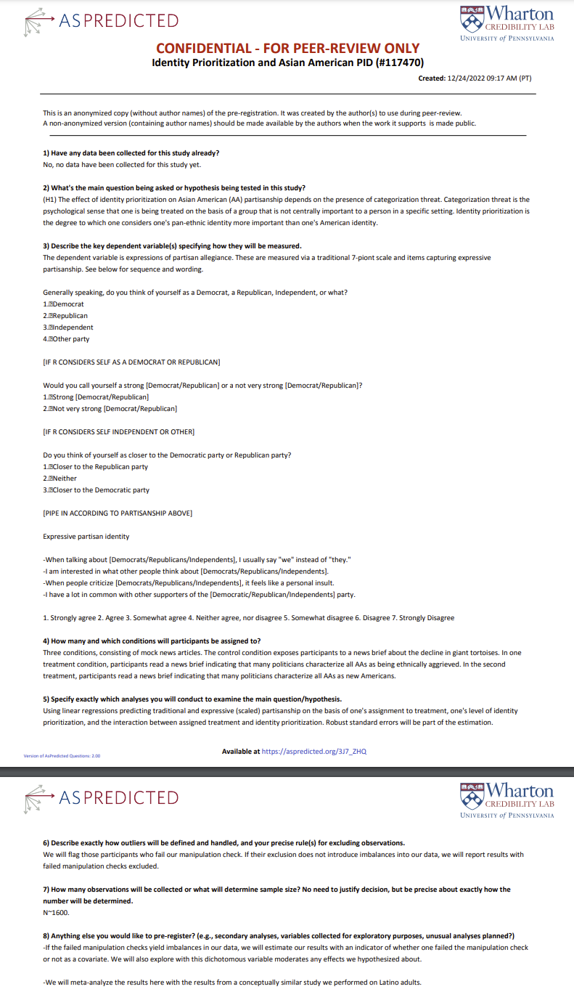 ASPREDICTED
Wharton
CREDIBILITY LAB
UNIVERSITY of PENNSYLVANIA
CONFIDENTIAL - FOR PEER-REVIEW ONLY
Identity Prioritization and Asian American PID (#117470)
Created: 12/24/2022 09:17 AM (PT)
This is an anonymized copy (without author names) of the pre-registration. It was created by the author(s) to use during peer-review.
A non-anonymized version (containing author names) should be made available by the authors when the work it supports is made public.
1) Have any data been collected for this study already?
No, no data have been collected for this study yet.
2) What's the main question being asked or hypothesis being tested in this study?
(H1) The effect of identity prioritization on Asian American (AA) partisanship depends on the presence of categorization threat. Categorization threat is the
psychological sense that one is being treated on the basis of a group that is not centrally important to a person in a specific setting. Identity prioritization is
the degree to which one considers one's pan-ethnic identity more important than one's American identity.
3) Describe the key dependent variable(s) specifying how they will be measured.
The dependent variable is expressions of partisan allegiance. These are measured via a traditional 7-piont scale and items capturing expressive
partisanship. See below for sequence and wording.
Generally speaking, do you think of yourself as a Democrat, a Republican, Independent, or what?
1.Democrat
2.Republican
3.Independent
4.Other party
[IF R CONSIDERS SELF AS A DEMOCRAT OR REPUBLICAN]
Would you call yourself a strong [Democrat/Republican] or a not very strong [Democrat/Republican]?
1.Strong [Democrat/Republican]
2.Not very strong [Democrat/Republican]
[IF R CONSIDERS SELF INDEPENDENT OR OTHER]
Do you think of yourself as closer to the Democratic party or Republican party?
1.Closer to the Republican party
2.Neither
3.Closer to the Democratic party
[PIPE IN ACCORDING TO PARTISANSHIP ABOVE]
Expressive partisan identity
-When talking about [Democrats/Republicans/Independents], I usually say "we" instead of "they."
-I am interested in what other people think about [Democrats/Republicans/Independents].
-When people criticize [Democrats/Republicans/Independents], it feels like a personal insult.
-I have a lot in common with other supporters of the [Democratic/Republican/Independents] party.
1. Strongly agree 2. Agree 3. Somewhat agree 4. Neither agree, nor disagree 5. Somewhat disagree 6. Disagree 7. Strongly Disagree
4) How many and which conditions will participants be assigned to?
Three conditions, consisting of mock news articles. The control condition exposes participants to a news brief about the decline in giant tortoises. In one
treatment condition, participants read a news brief indicating that many politicians characterize all AAs as being ethnically aggrieved. In the second
treatment, participants read a news brief indicating that many politicians characterize all AAs as new Americans.
5) Specify exactly which analyses you will conduct to examine the main question/hypothesis.
Using linear regressions predicting traditional and expressive (scaled) partisanship on the basis of one's assignment to treatment, one's level of identity
prioritization, and the interaction between assigned treatment and identity prioritization. Robust standard errors will be part of the estimation.
Version of AsPredicted Questions: 2.00
Available at https://aspredicted.org/3J7_ZHQ
ASPREDICTED
Wharton
CREDIBILITY LAB
UNIVERSITY of PENNSYLVANIA
6) Describe exactly how outliers will be defined and handled, and your precise rule(s) for excluding observations.
We will flag those participants who fail our manipulation check. If their exclusion does not introduce imbalances into our data, we will report results with
failed manipulation checks excluded.
7) How many observations will be collected or what will determine sample size? No need to justify decision, but be precise about exactly how the
number will be determined.
N~1600.
8) Anything else you would like to pre-register? (e.g., secondary analyses, variables collected for exploratory purposes, unusual analyses planned?)
-If the failed manipulation checks yield imbalances in our data, we will estimate our results with an indicator of whether one failed the manipulation check
or not as a covariate. We will also explore with this dichotomous variable moderates any effects we hypothesized about.
-We will meta-analyze the results here with the results from a conceptually similar study we performed on Latino adults.